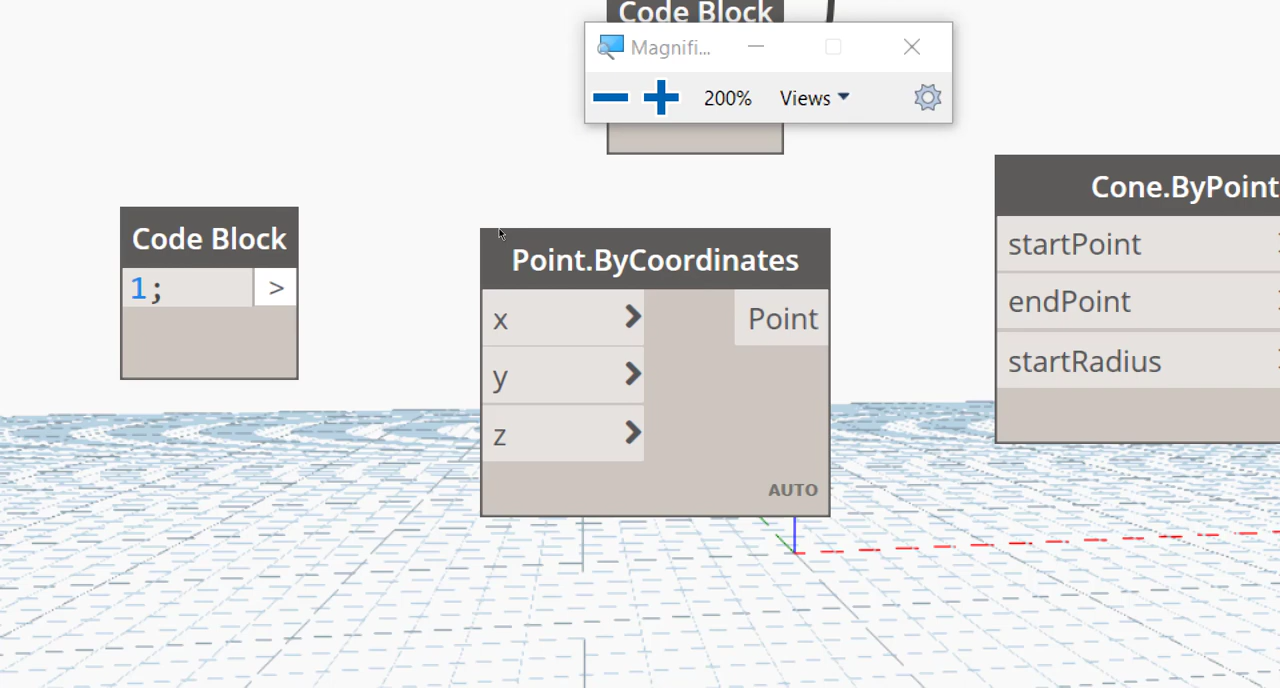 Code Block
Magnifi...
200%
Views
Code Block
1;
>
Point.ByCoordinates
x
y
z
Point
AUTO
Cone.ByPoint
startPoint
endPoint
startRadius